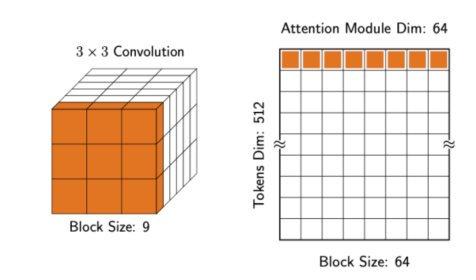 3 × 3 Convolution
Block Size: 9
Attention Module Dim: 64
Tokens Dim: 512
Block Size: 64